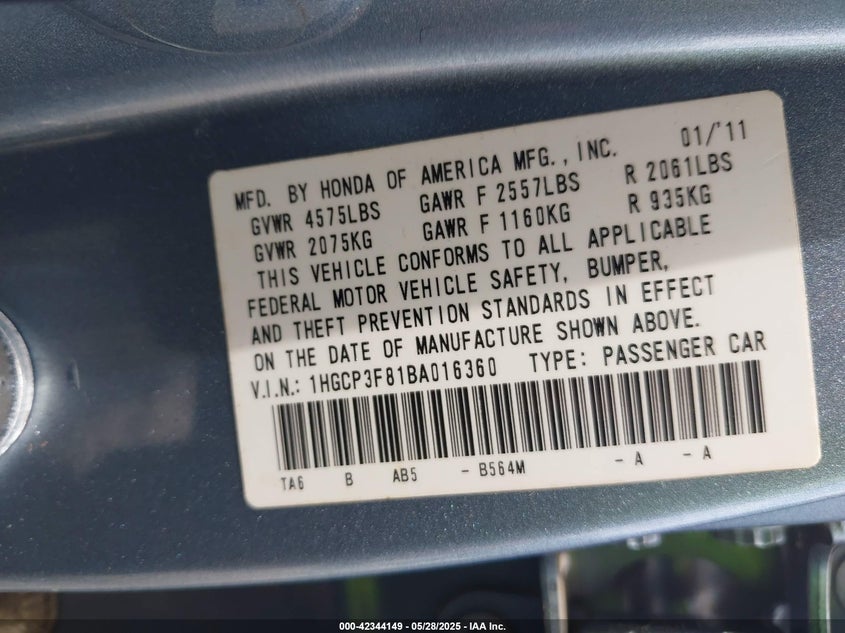 MFD. BY HONDA OF AMERICA MFG., INC. 01/'11
GVWR 4575LBS GAWR F 2557LBS R 2061LBS
GVWR 2075KG GAWR F 1160KG R 935KG
THIS VEHICLE CONFORMS TO ALL APPLICABLE
FEDERAL MOTOR VEHICLE SAFETY, BUMPER,
AND THEFT PREVENTION STANDARDS IN EFFECT
ON THE DATE OF MANUFACTURE SHOWN ABOVE.
V.I.N.: 1HGCP3F81BA016360 TYPE: PASSENGER CAR
TA6 B AB5 - B564M - A - A
000-42344149 - 05/28/2025 - IAA Inc.